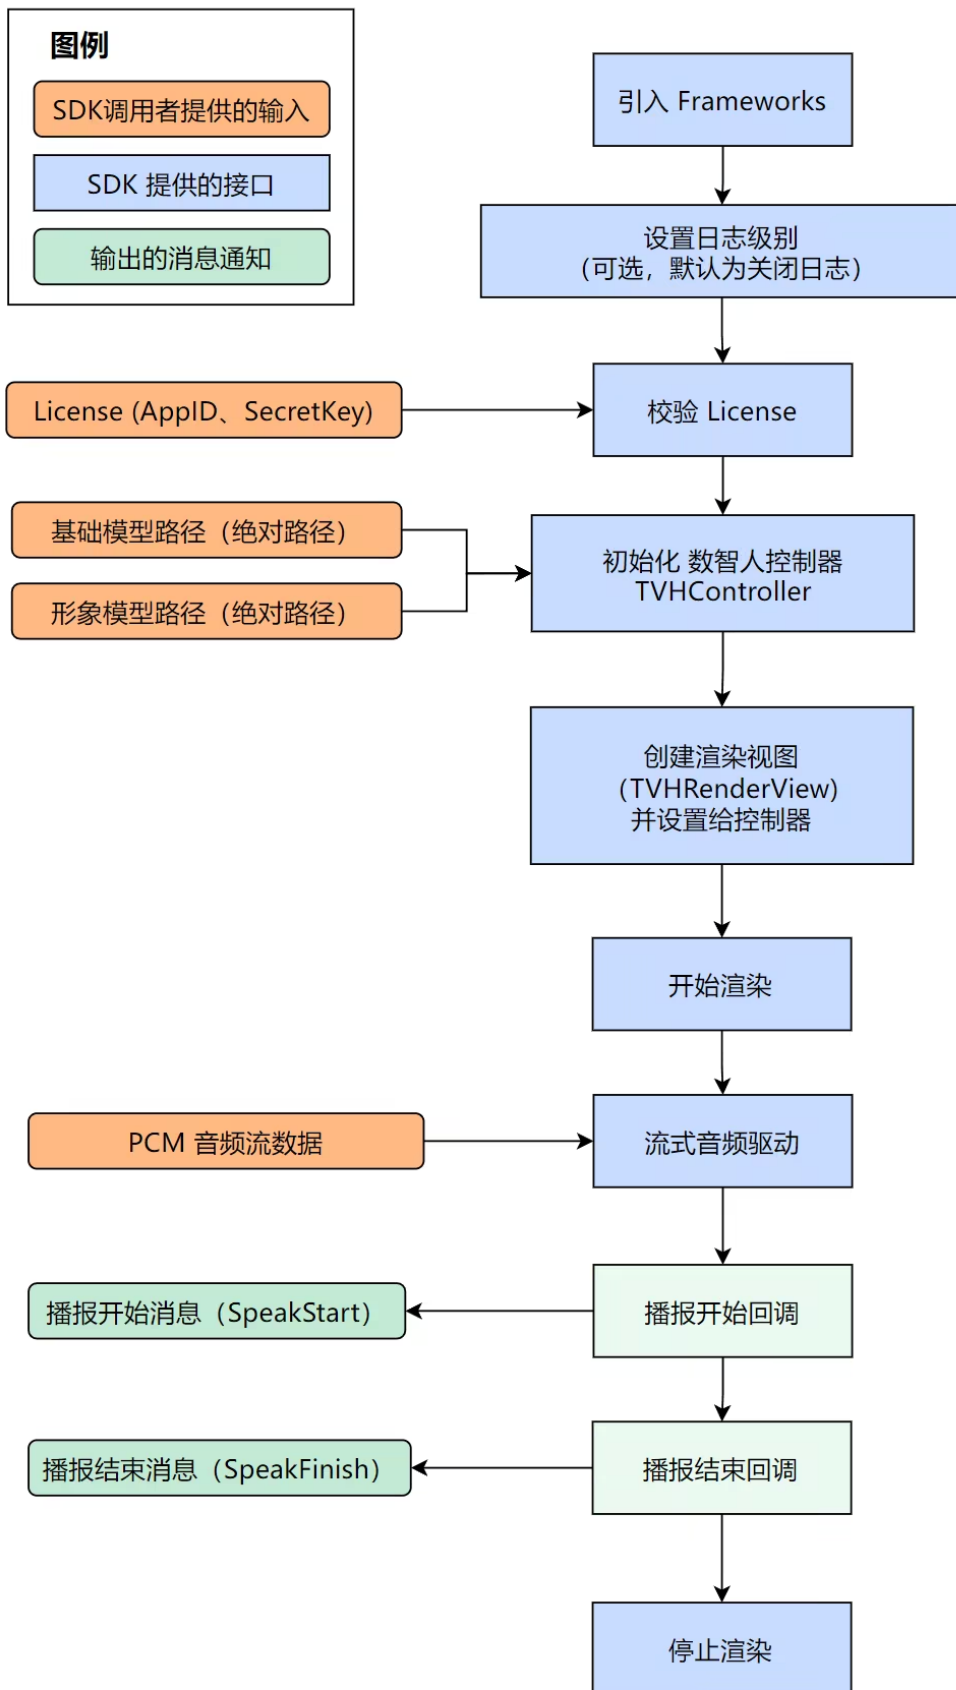 图例
SDK调用者提供的输入
SDK 提供的接口
输出的消息通知
引入 Frameworks
设置日志级别
（可选，默认为关闭日志）
License (AppID、SecretKey)
校验 License
基础模型路径（绝对路径）
形象模型路径（绝对路径）
初始化 数智人控制器
TVHController
创建渲染视图
（TVHRenderView)
并设置给控制器
开始渲染
PCM 音频流数据
流式音频驱动
播报开始消息（SpeakStart）
播报开始回调
播报结束消息（SpeakFinish）
播报结束回调
停止渲染